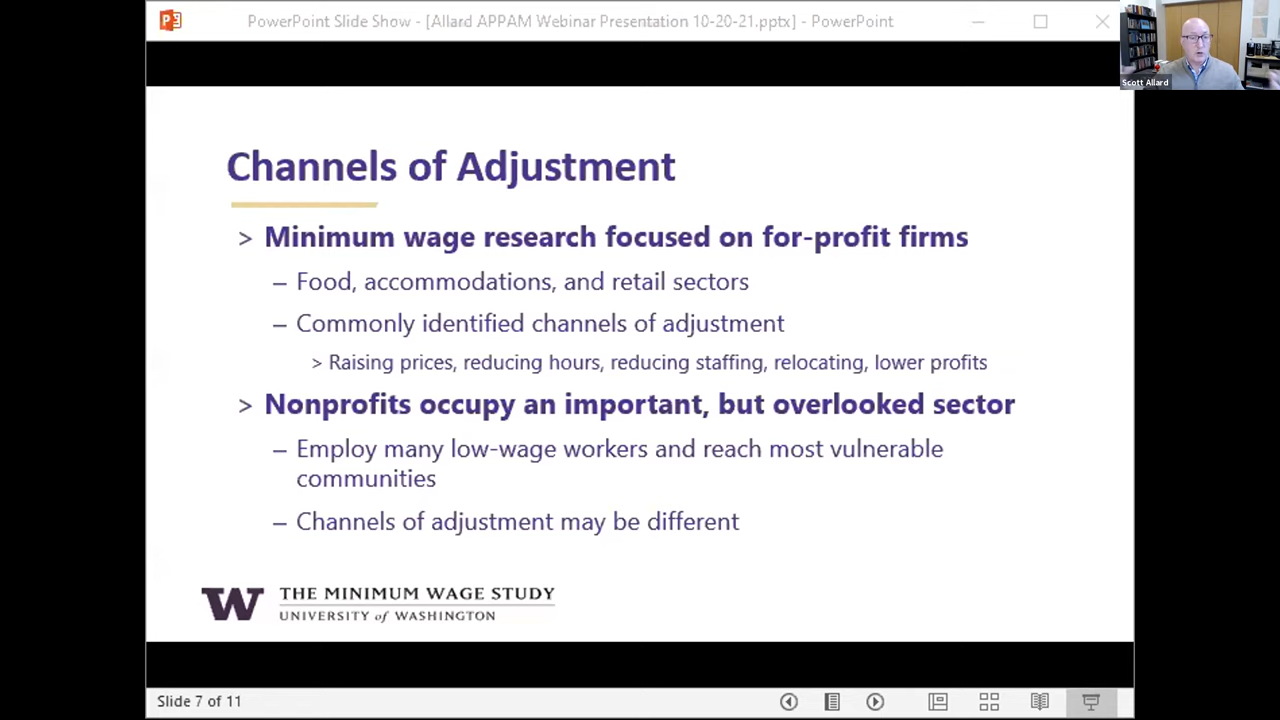 PowerPoint Slide Show - [Allard APPAM Webinar Presentation 10-20-21.pptx] - PowerPoint
Scott Allard
Channels of Adjustment
> Minimum wage research focused on for-profit firms
– Food, accommodations, and retail sectors
– Commonly identified channels of adjustment
> Raising prices, reducing hours, reducing staffing, relocating, lower profits
> Nonprofits occupy an important, but overlooked sector
– Employ many low-wage workers and reach most vulnerable
communities
– Channels of adjustment may be different
W THE MINIMUM WAGE STUDY
UNIVERSITY of WASHINGTON
Slide 7 of 11